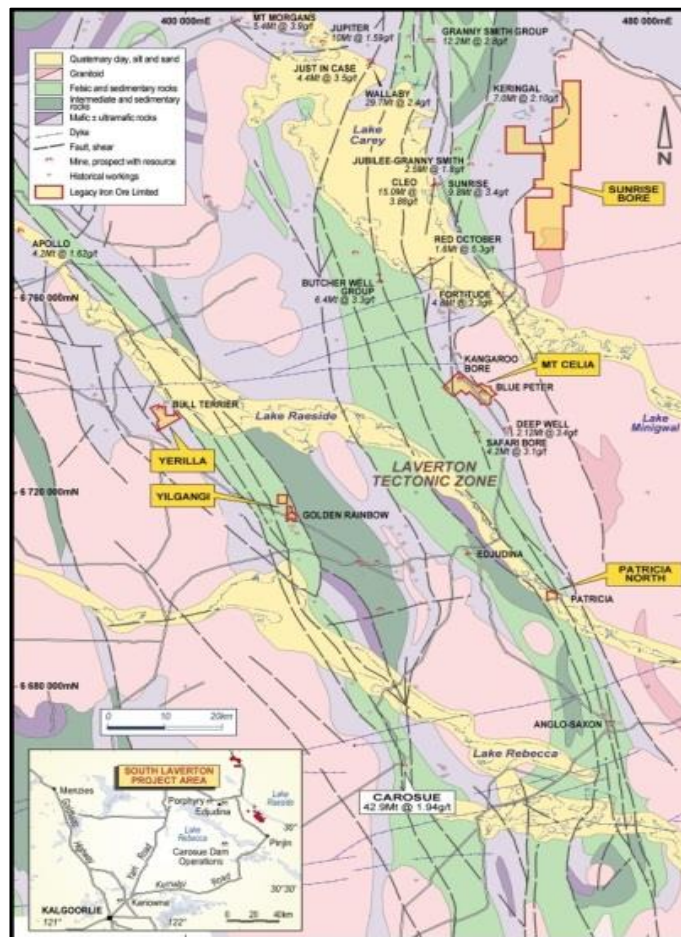 400 000mE
480 000mE
MT MORGANS
5.4Mt @ 3.9g/t
JUPITER
10Mt @ 1.59g/t
GRANNY SMITH GROUP
12.2Mt @ 2.8g/t
JUST IN CASE
4.4Mt @ 3.5g/t
WALLABY
29.7Mt @ 2.4g/t
KERINGAL
7.0Mt @ 2.10g/t
Quaternary clay, silt and sand
Granitoid
Felsic and sedimentary rocks
Intermediate and sedimentary
rocks
Mafic ± ultramafic rocks
Dyke
Fault, shear
Mine, prospect with resource
Historical workings
Legacy Iron Ore Limited
Lake
Carey
N
JUBILEE-GRANNY SMITH
2.5Mt @ 1.8g/t
CLEO
15.0Mt @
3.86g/t
SUNRISE
9.8Mt @ 3.4g/t
SUNRISE
BORE
APOLLO
4.2Mt @ 1.62g/t
RED OCTOBER
1.6Mt @ 5.3g/t
BUTCHER WELL
GROUP
6.4Mt @ 3.3g/t
FORTITUDE
6 760 000mN
KANGAROO
BORE
MT CELIA
BLUE PETER
BULL TERRIER
Lake Raeside
Lake
Minigwal
DEEP WELL
2.12Mt @ 3.4g/t
SAFARI BORE
4.2Mt @ 3.1g/t
YERILLA
LAVERTON
TECTONIC ZONE
YILGANGI
6 720 000mN
GOLDEN RAINBOW
EDJUDINA
PATRICIA
NORTH
PATRICIA
6 680 000mN
0 10 20km
ANGLO-SAXON
Lake Rebecca
CAROSUE
42.9Mt @ 1.94g/t
SOUTH LAVERTON
PROJECT AREA
Menzies
Porphyry
Edjudina
Lake
Raeside
Goldfields
Highway
Yarri Road
Lake
Rebecca
Pinjin
30°
Carosue Dam
Operations
Kurnalpi Road
Kanowna
30°30'
KALGOORLIE
121°
122°
0 20 40km